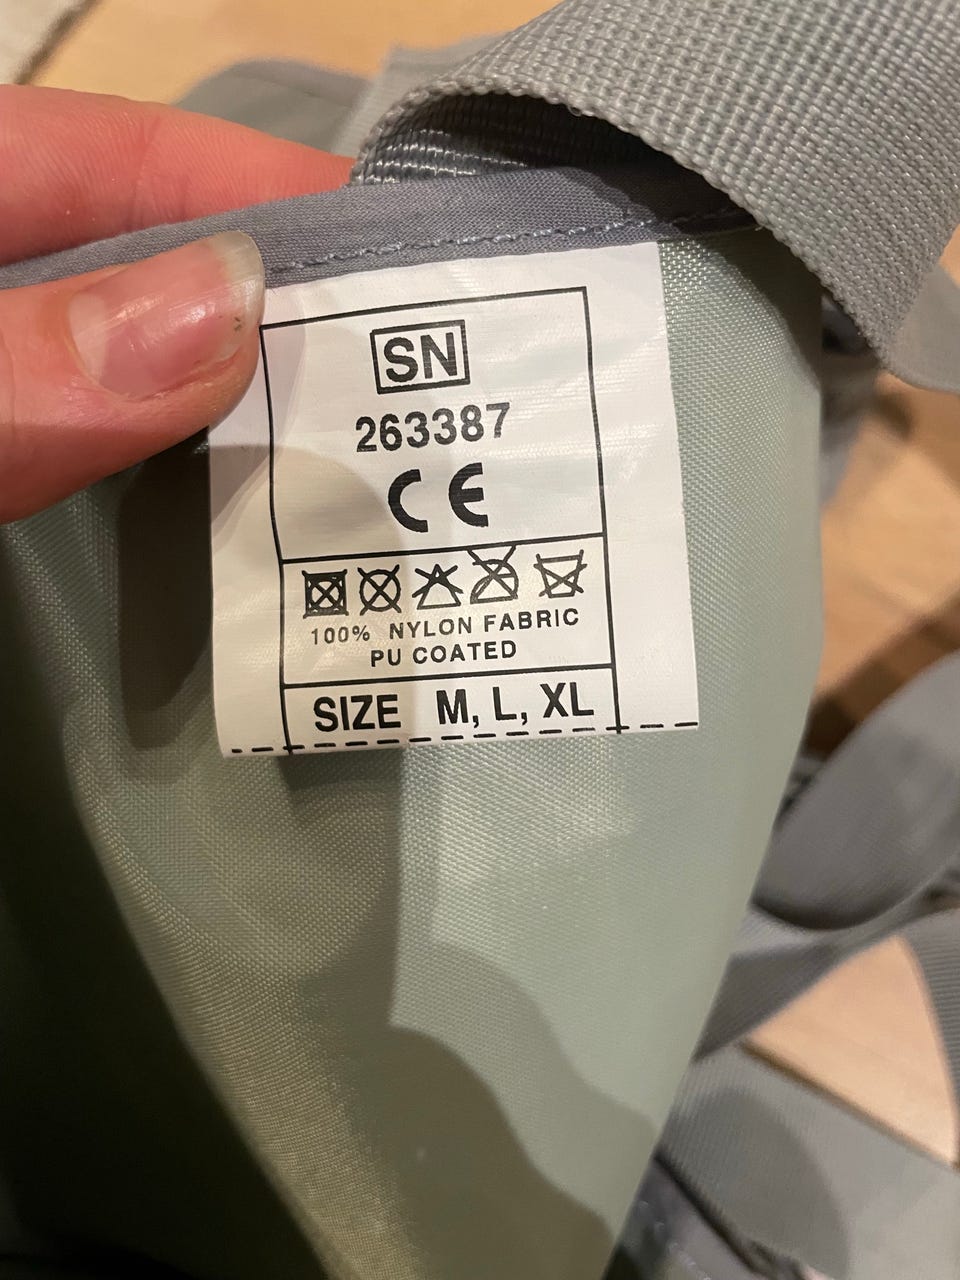 SN
263387
CE
100% NYLON FABRIC
PU COATED
SIZE M, L, XL